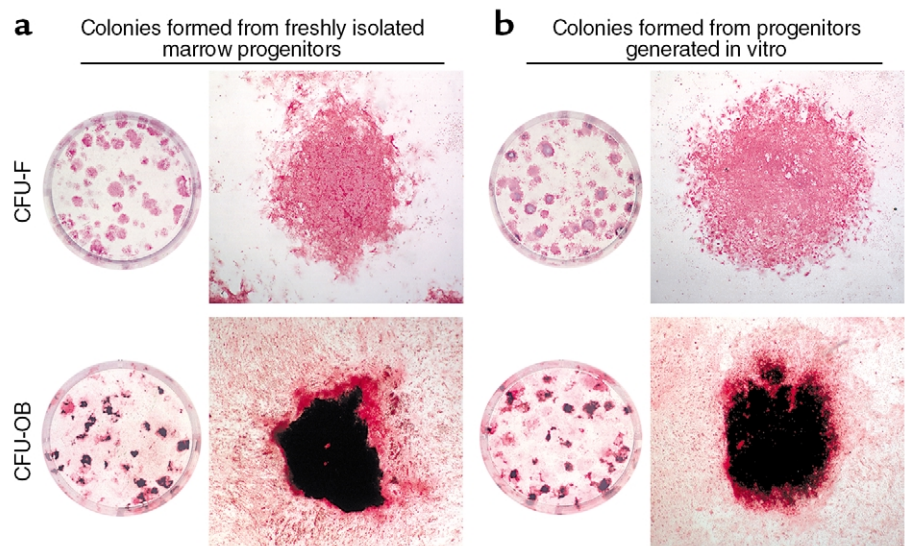 a
Colonies formed from freshly isolated
marrow progenitors
b
Colonies formed from progenitors
generated in vitro
CFU-F
CFU-OB